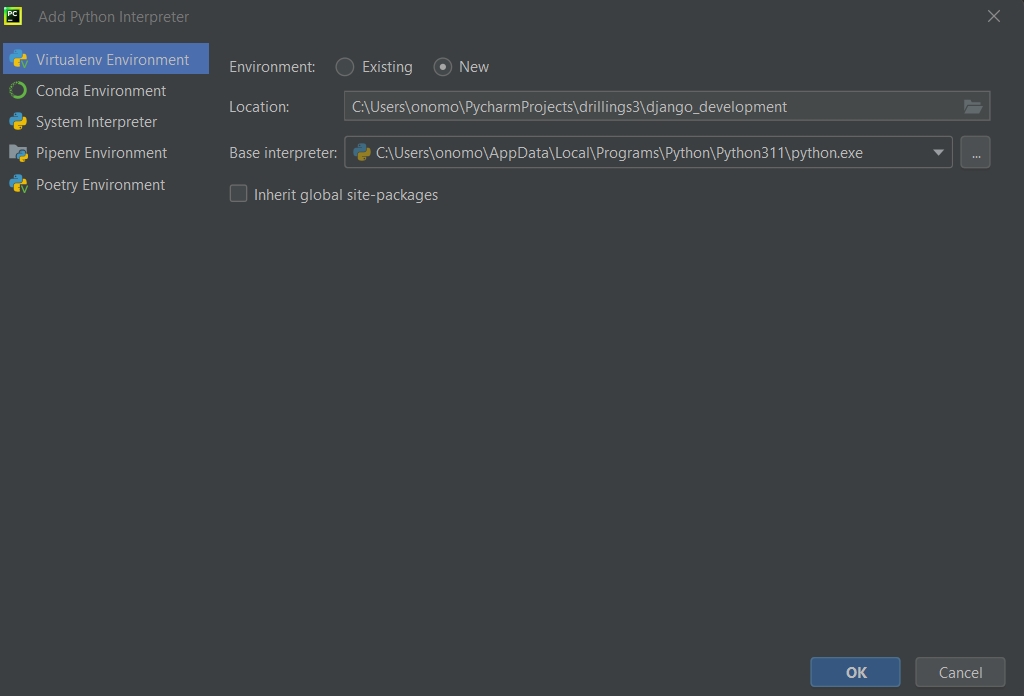 PC Add Python Interpreter
Virtualenv Environment
Conda Environment
System Interpreter
Pipenv Environment
Poetry Environment
Environment: Existing New
Location: C:\Users\onomo\PycharmProjects\drillings3\django_development
Base interpreter: C:\Users\onomo\AppData\Local\Programs\Python\Python311\python.exe ...
Inherit global site-packages
OK Cancel